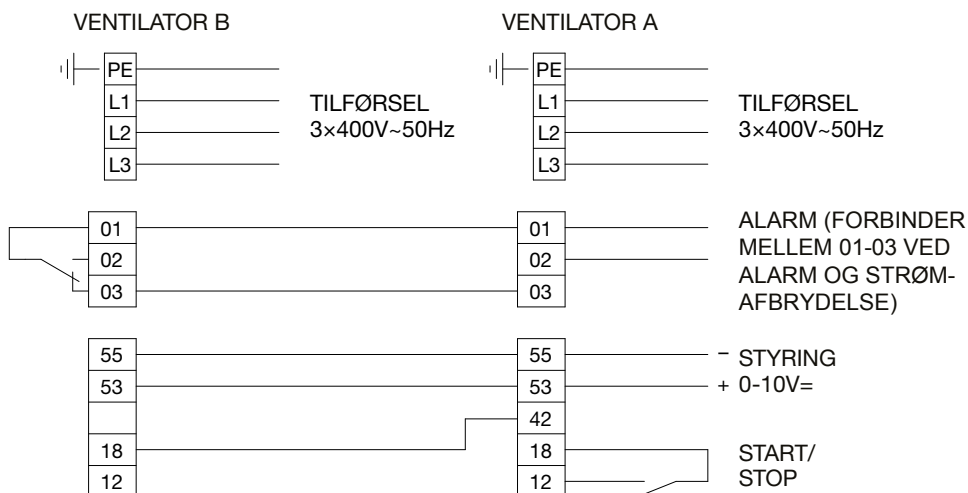 VENTILATOR B
PE
L1
L2
L3
TILFØRSEL
3×400V~50Hz
VENTILATOR A
PE
L1
L2
L3
TILFØRSEL
3×400V~50Hz
01
02
03
01
02
03
ALARM (FORBINDER
MELLEM 01-03 VED
ALARM OG STRØM-
AFBRYDELSE)
55
53
18
12
55
53
42
18
12
− STYRING
+ 0-10V=
START/
STOP